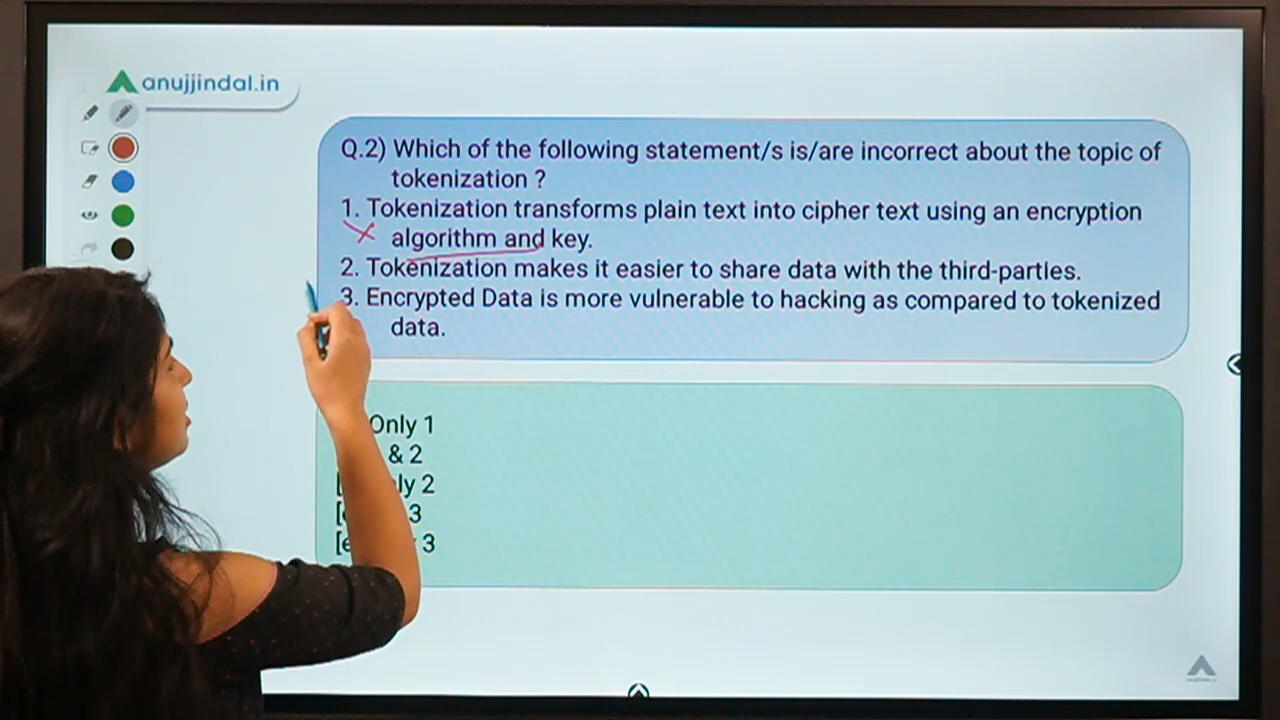 anujjindal.in
Q.2) Which of the following statement/s is/are incorrect about the topic of
tokenization ?
1. Tokenization transforms plain text into cipher text using an encryption
algorithm and key.
2. Tokenization makes it easier to share data with the third-parties.
3. Encrypted Data is more vulnerable to hacking as compared to tokenized
data.
Only 1
& 2
2
3
3